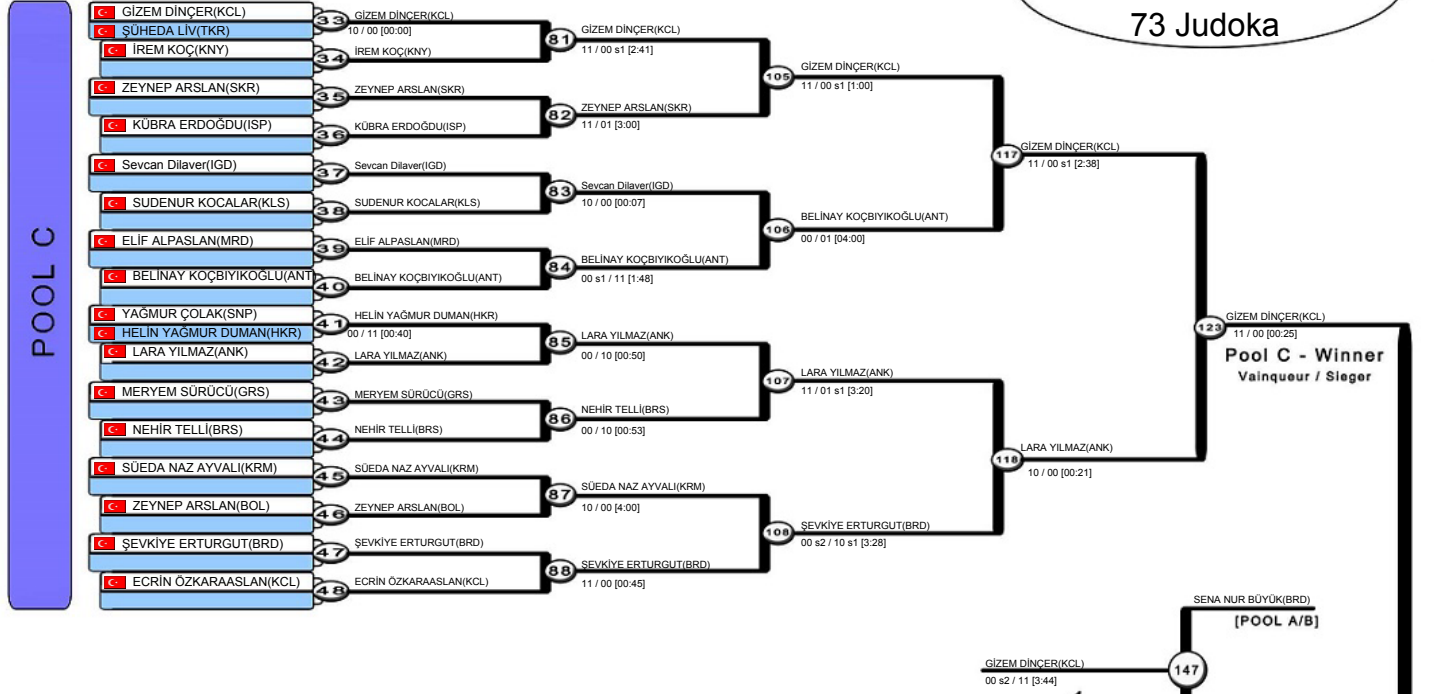 73 Judoka
POOL C
GİZEM DİNÇER(KCL)
ŞÜHEDA LİV(TKR)
İREM KOÇ(KNY)
ZEYNEP ARSLAN(SKR)
KÜBRA ERDOĞDU(ISP)
Sevcan Dilaver(IGD)
SUDENUR KOCALAR(KLS)
ELİF ALPASLAN(MRD)
BELİNAY KOÇBIYIKOĞLU(ANT
YAĞMUR ÇOLAK(SNP)
HELİN YAĞMUR DUMAN(HKR)
LARA YILMAZ(ANK)
MERYEM SÜRÜCÜ(GRS)
NEHİR TELLİ(BRS)
SÜEDA NAZ AYVALI(KRM)
ZEYNEP ARSLAN(BOL)
ŞEVKİYE ERTURGUT(BRD)
ECRİN ÖZKARAASLAN(KCL)
33
GİZEM DİNÇER(KCL)
10 / 00 [00:00]
34
İREM KOÇ(KNY)
35
ZEYNEP ARSLAN(SKR)
36
KÜBRA ERDOĞDU(ISP)
37
Sevcan Dilaver(IGD)
38
SUDENUR KOCALAR(KLS)
39
ELİF ALPASLAN(MRD)
40
BELİNAY KOÇBIYIKOĞLU(ANT)
41
HELİN YAĞMUR DUMAN(HKR)
00 / 11 [00:40]
42
LARA YILMAZ(ANK)
43
MERYEM SÜRÜCÜ(GRS)
44
NEHİR TELLİ(BRS)
45
SÜEDA NAZ AYVALI(KRM)
46
ZEYNEP ARSLAN(BOL)
47
ŞEVKİYE ERTURGUT(BRD)
48
ECRİN ÖZKARAASLAN(KCL)
81
GİZEM DİNÇER(KCL)
11 / 00 s1 [2:41]
82
ZEYNEP ARSLAN(SKR)
11 / 01 [3:00]
83
Sevcan Dilaver(IGD)
10 / 00 [00:07]
84
BELİNAY KOÇBIYIKOĞLU(ANT)
00 s1 / 11 [1:48]
85
LARA YILMAZ(ANK)
00 / 10 [00:50]
86
NEHİR TELLİ(BRS)
00 / 10 [00:53]
87
SÜEDA NAZ AYVALI(KRM)
10 / 00 [4:00]
88
ŞEVKİYE ERTURGUT(BRD)
11 / 00 [00:45]
105
GİZEM DİNÇER(KCL)
11 / 00 s1 [1:00]
106
BELİNAY KOÇBIYIKOĞLU(ANT)
00 / 01 [04:00]
107
LARA YILMAZ(ANK)
11 / 01 s1 [3:20]
108
ŞEVKİYE ERTURGUT(BRD)
00 s2 / 10 s1 [3:28]
117
GİZEM DİNÇER(KCL)
11 / 00 s1 [2:38]
118
LARA YILMAZ(ANK)
10 / 00 [00:21]
123
GİZEM DİNÇER(KCL)
11 / 00 [00:25]
Pool C - Winner
Vainqueur / Sieger
SENA NUR BÜYÜK(BRD)
[POOL A/B]
GİZEM DİNÇER(KCL)
00 s2 / 11 [3:44]
147